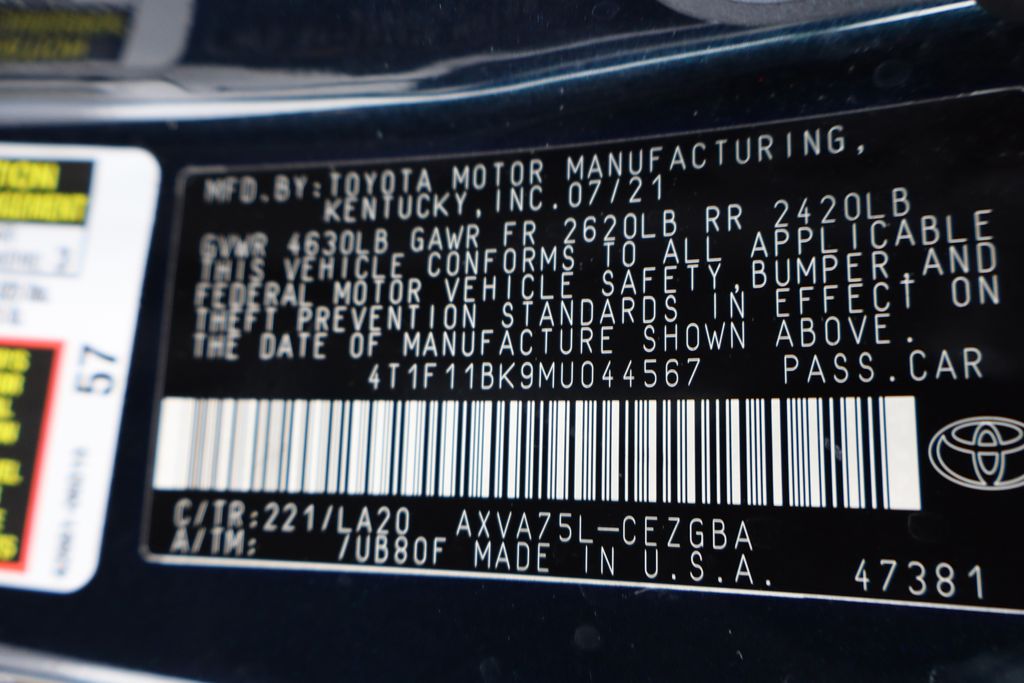 MFD.BY:TOYOTA MOTOR MANUFACTURING,
KENTUCKY,INC.07/21
GVWR 4630LB GAWR FR 2620LB RR 2420LB
THIS VEHICLE CONFORMS TO ALL APPLICABLE
FEDERAL MOTOR VEHICLE SAFETY,BUMPER,AND
THEFT PREVENTION STANDARDS IN EFFECT ON
THE DATE OF MANUFACTURE SHOWN ABOVE.
4T1F11BK9MU044567 PASS.CAR
C/TR:221/LA20 AXVA75L-CEZGBA
A/TM: /UB80F MADE IN U.S.A.
47381
57